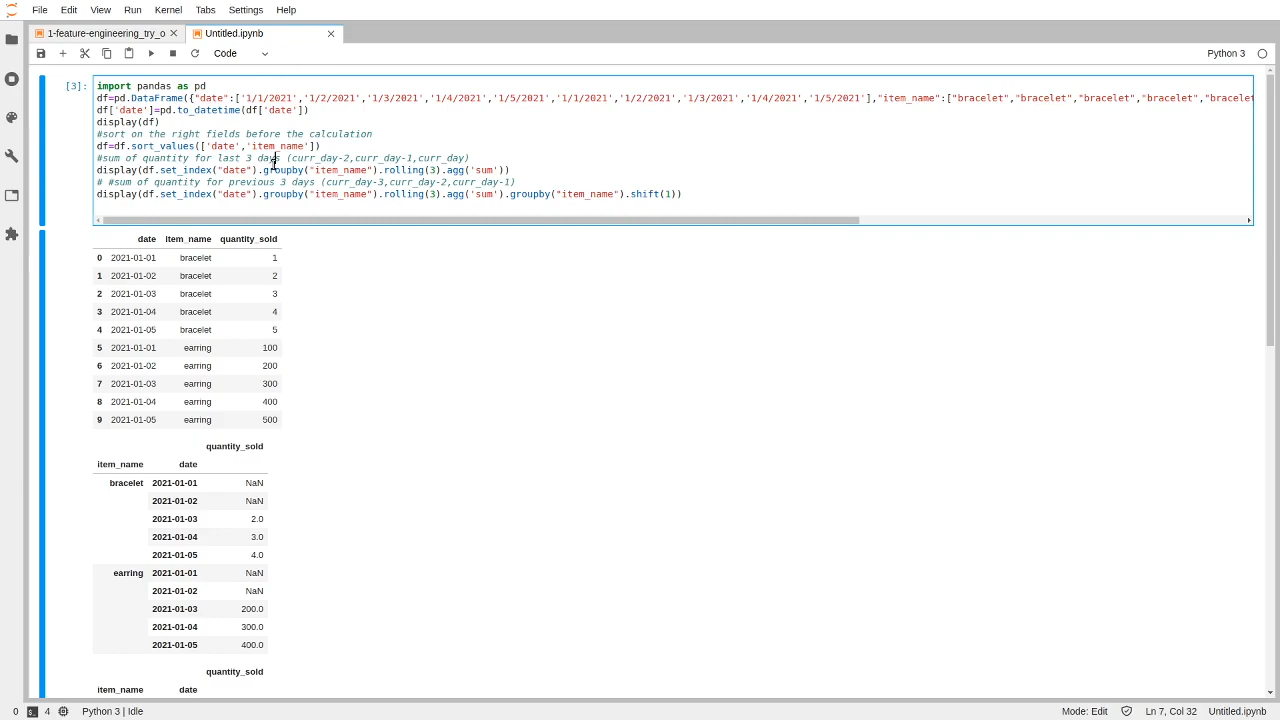 File Edit View Run Kernel Tabs Settings Help
1-feature-engineering_try_o
Untitled.ipynb
Code
Python 3
[3]:
import pandas as pd
df=pd.DataFrame({"date":['1/1/2021','1/2/2021','1/3/2021','1/4/2021','1/5/2021','1/1/2021','1/2/2021','1/3/2021','1/4/2021','1/5/2021'],"item_name":["bracelet","bracelet","bracelet","bracelet","bracelet
df['date']=pd.to_datetime(df['date'])
display(df)
#sort on the right fields before the calculation
df=df.sort_values(['date','item_name'])
#sum of quantity for last 3 days (curr_day-2,curr_day-1,curr_day)
display(df.set_index("date").groupby("item_name").rolling(3).agg('sum'))
# #sum of quantity for previous 3 days (curr_day-3,curr_day-2,curr_day-1)
display(df.set_index("date").groupby("item_name").rolling(3).agg('sum').groupby("item_name").shift(1))
date item_name quantity_sold
0 2021-01-01 bracelet 1
1 2021-01-02 bracelet 2
2 2021-01-03 bracelet 3
3 2021-01-04 bracelet 4
4 2021-01-05 bracelet 5
5 2021-01-01 earring 100
6 2021-01-02 earring 200
7 2021-01-03 earring 300
8 2021-01-04 earring 400
9 2021-01-05 earring 500
quantity_sold
item_name date
bracelet 2021-01-01 NaN
2021-01-02 NaN
2021-01-03 2.0
2021-01-04 3.0
2021-01-05 4.0
earring 2021-01-01 NaN
2021-01-02 NaN
2021-01-03 200.0
2021-01-04 300.0
2021-01-05 400.0
quantity_sold
item_name date
0 4 Python 3 | Idle
Mode: Edit Ln 7, Col 32 Untitled.ipynb